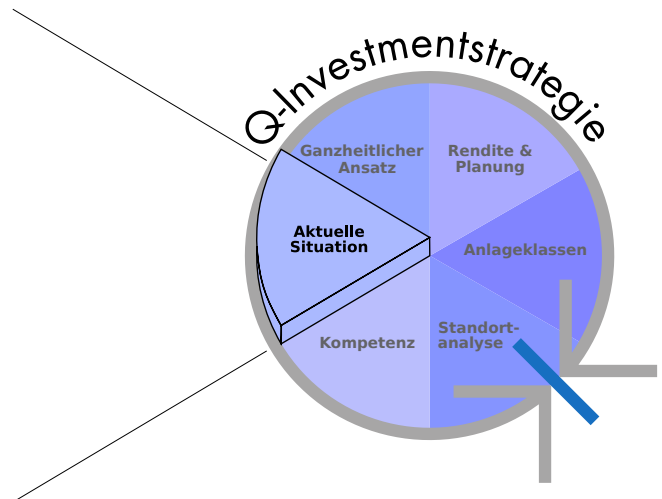 Q-Investmentstrategie
Ganzheitlicher
Ansatz
Rendite &
Planung
Aktuelle
Situation
Anlageklassen
Kompetenz
Standort-
analyse